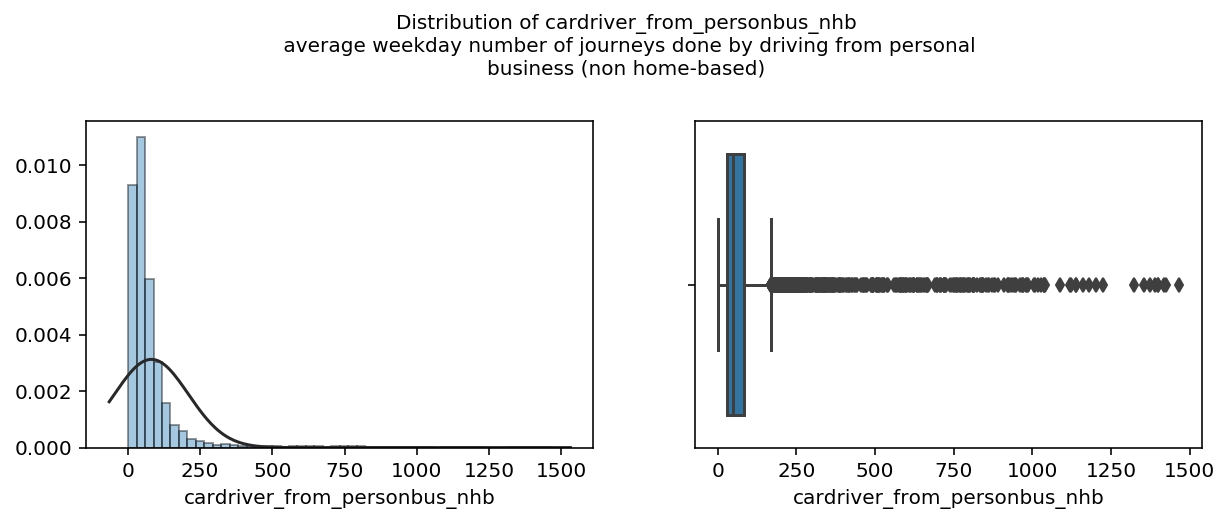 Distribution of cardriver_from_personbus_nhb
average weekday number of journeys done by driving from personal
business (non home-based)
0.010
0.008
0.006
0.004
0.002
0.000
0 250 500 750 1000 1250 1500
cardriver_from_personbus_nhb
0 250 500 750 1000 1250 1500
cardriver_from_personbus_nhb